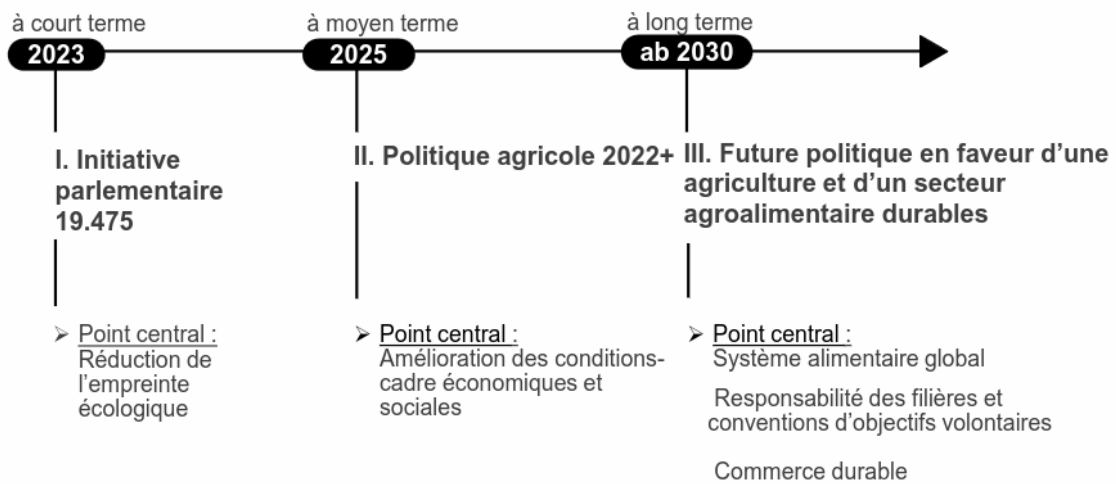 à court terme
2023
à moyen terme
2025
à long terme
ab 2030
I. Initiative
parlementaire
19.475
II. Politique agricole 2022+
III. Future politique en faveur d’une
agriculture et d’un secteur
agroalimentaire durables
➢ Point central :
Réduction de
l’empreinte
écologique
➢ Point central :
Amélioration des conditions-
cadre économiques et
sociales
➢ Point central :
Système alimentaire global
Responsabilité des filières et
conventions d’objectifs volontaires
Commerce durable